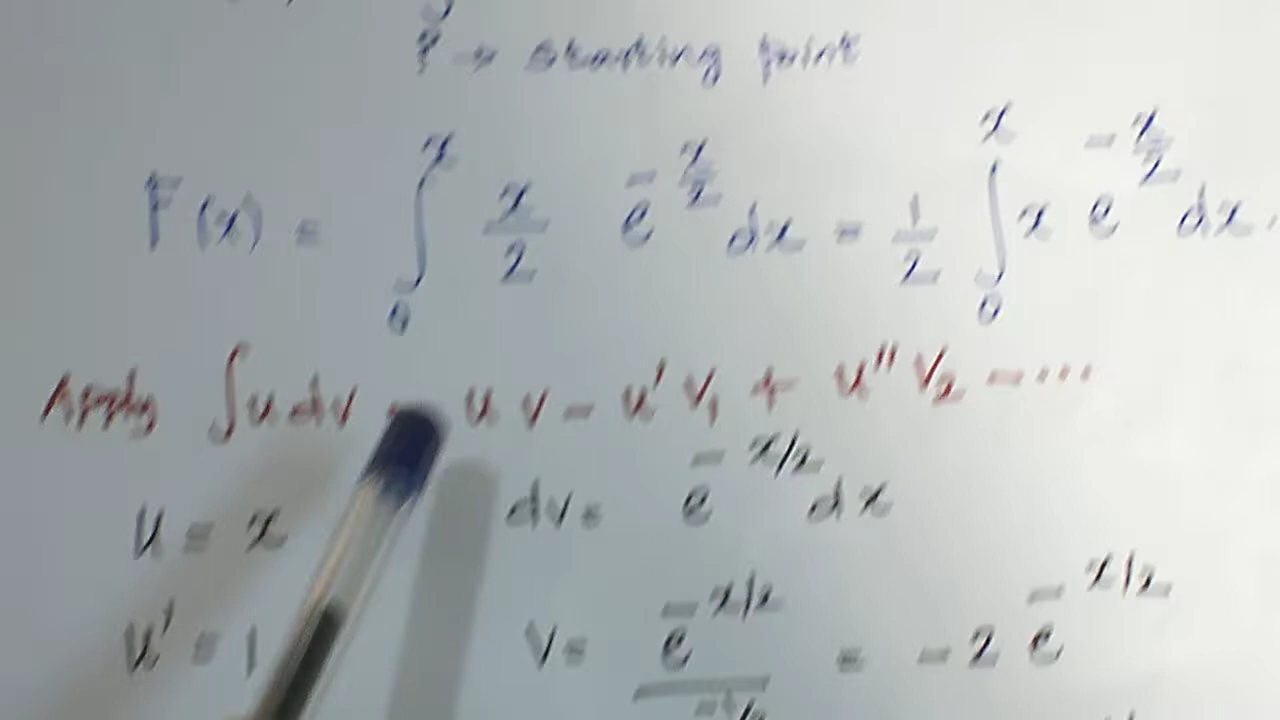 ? → starting point
F(x) = ∫₀ˣ x/2 e^(-x/2) dx = 1/2 ∫₀ˣ x e^(-x/2) dx.
Apply ∫u dv = u v - u' v₁ + u'' v₂ - ...
u = x dv = e^(-x/2) dx
u' = 1 v = e^(-x/2) / (-1/2) = -2 e^(-x/2)